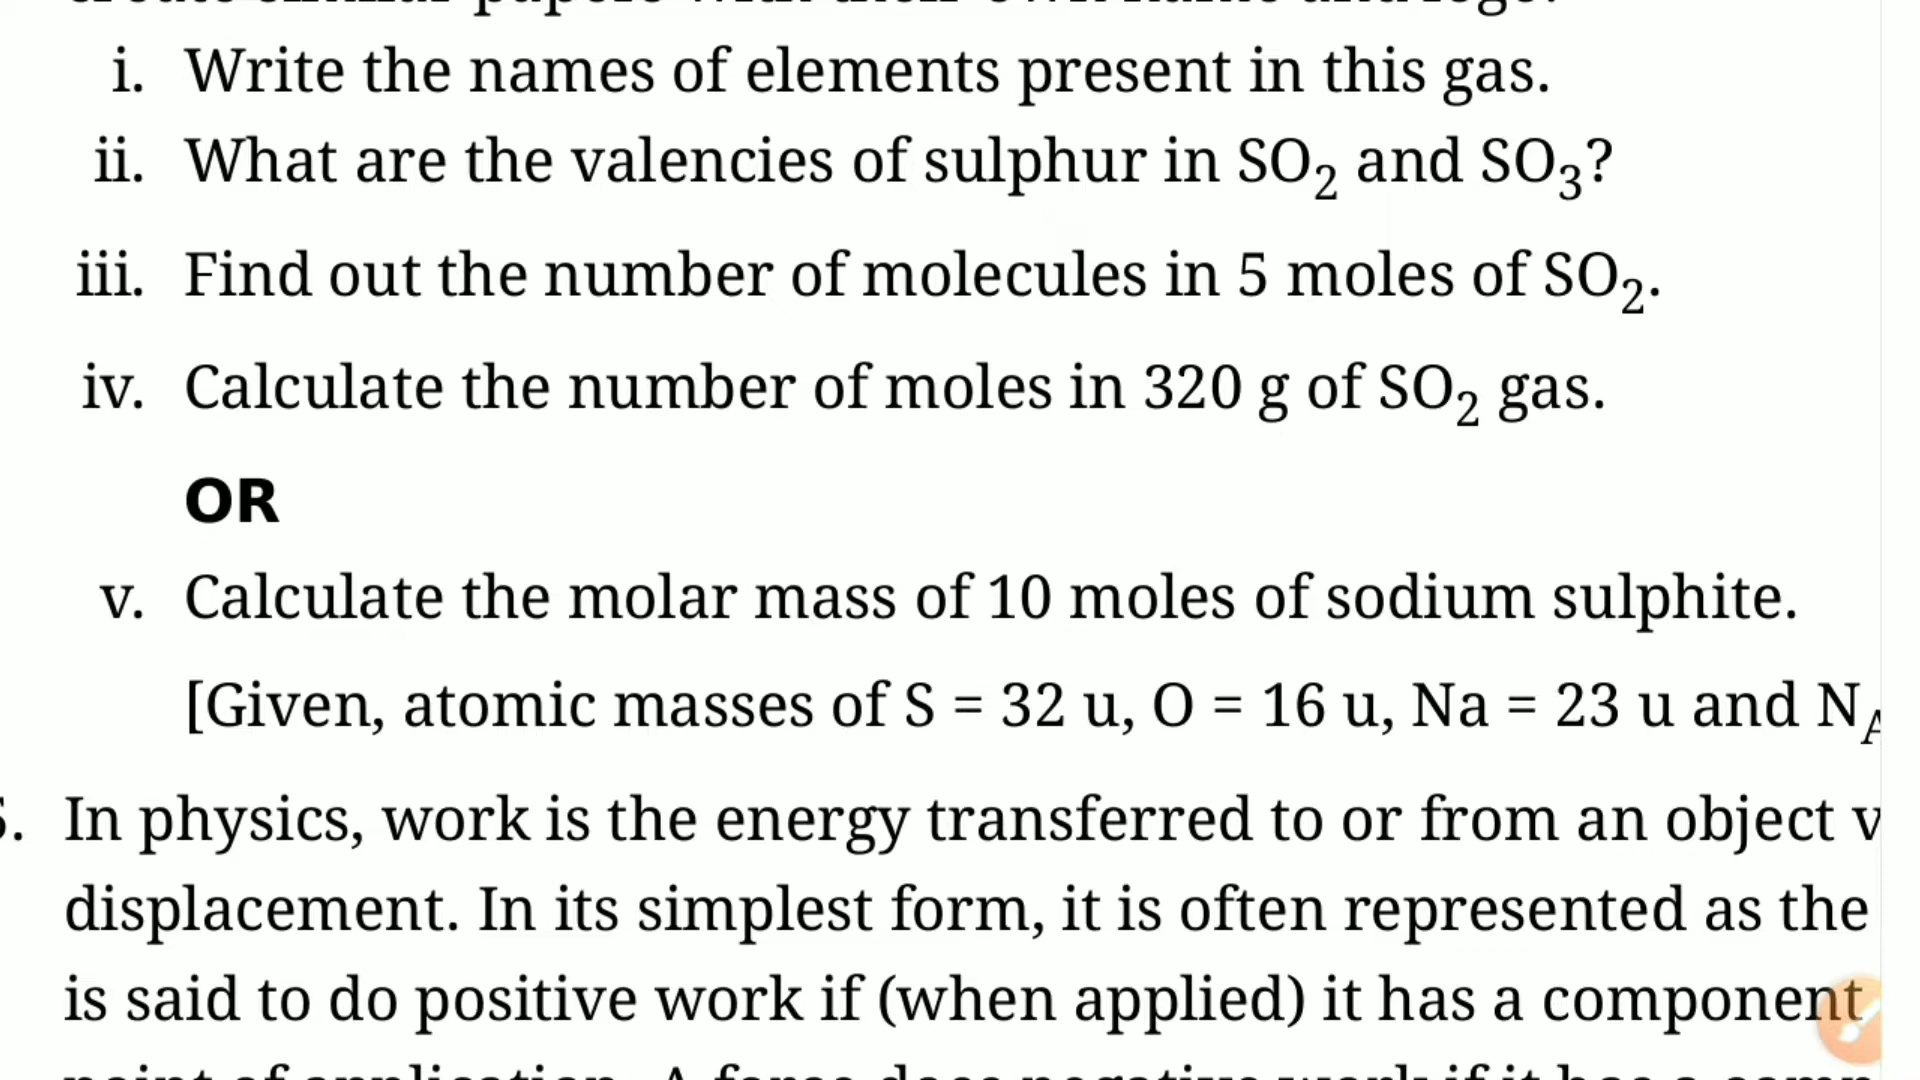 i. Write the names of elements present in this gas.
ii. What are the valencies of sulphur in SO₂ and SO₃?
iii. Find out the number of molecules in 5 moles of SO₂.
iv. Calculate the number of moles in 320 g of SO₂ gas.
OR
v. Calculate the molar mass of 10 moles of sodium sulphite.
[Given, atomic masses of S = 32 u, O = 16 u, Na = 23 u and N
In physics, work is the energy transferred to or from an object
displacement. In its simplest form, it is often represented as the
is said to do positive work if (when applied) it has a component